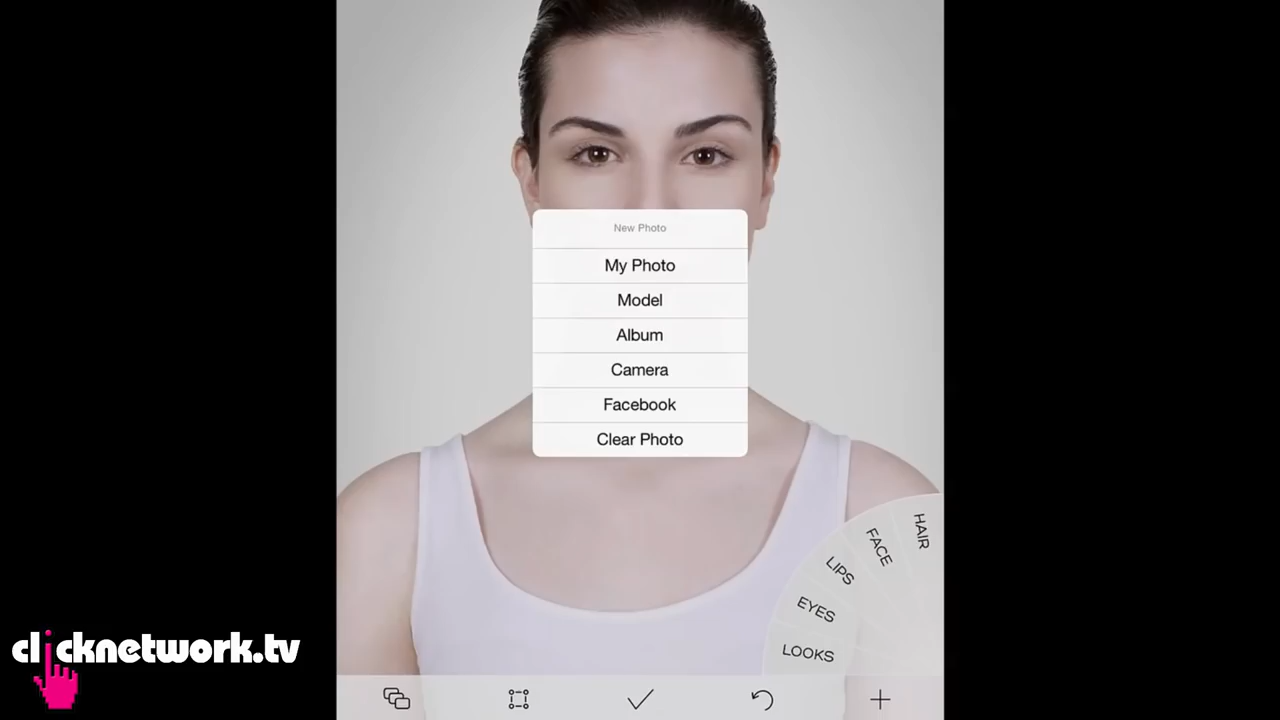 New Photo
My Photo
Model
Album
Camera
Facebook
Clear Photo
HAIR
FACE
LIPS
EYES
LOOKS
clicknetwork.tv